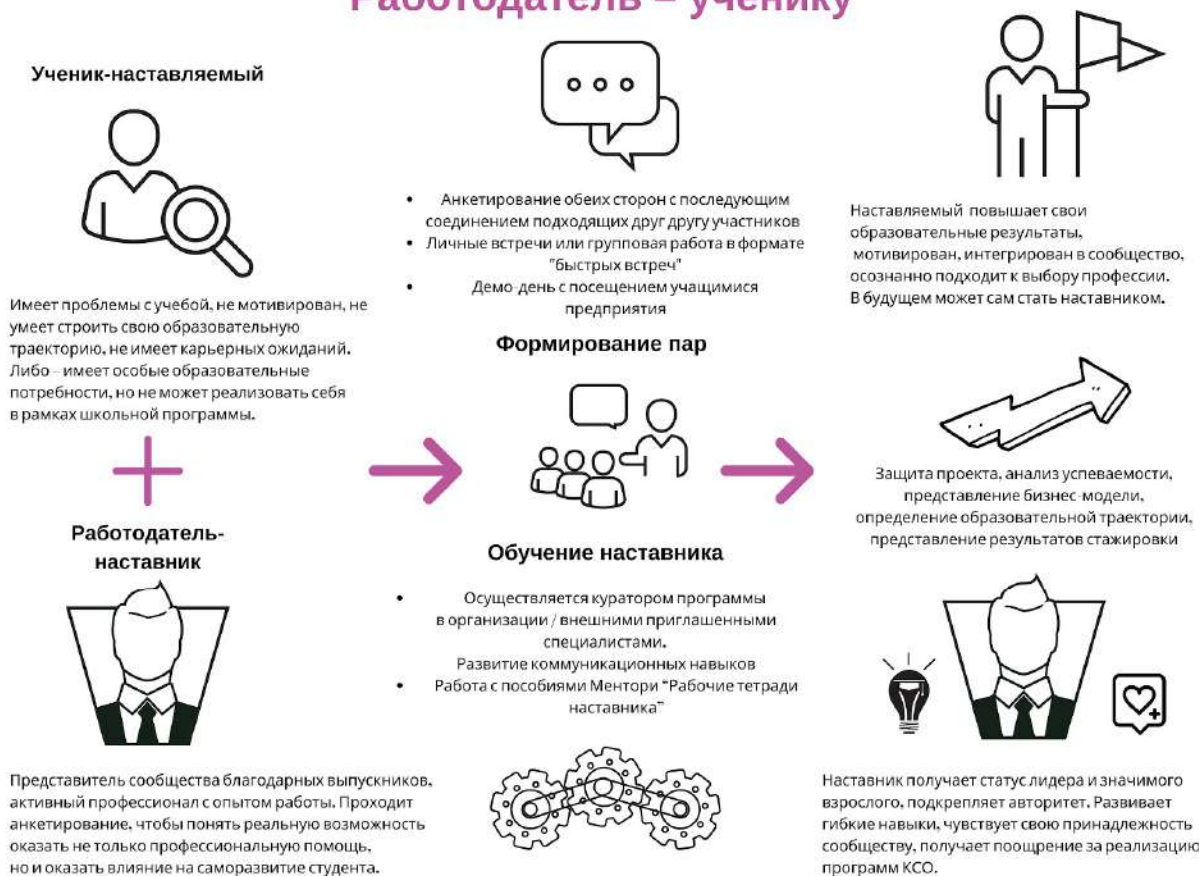 Работодатель – ученику
Ученик-наставляемый
Имеет проблемы с учебой, не мотивирован, не
умеет строить свою образовательную
траекторию, не имеет карьерных ожиданий.
Либо – имеет особые образовательные
потребности, но не может реализовать себя
в рамках школьной программы.
Работодатель-
наставник
Представитель сообщества благодарных выпускников,
активный профессионал с опытом работы. Проходит
анкетирование, чтобы понять реальную возможность
оказать не только профессиональную помощь,
но и оказать влияние на саморазвитие студента.
• Анкетирование обеих сторон с последующим
соединением подходящих друг другу участников
• Личные встречи или групповая работа в формате
"быстрых встреч"
• Демо-день с посещением учащимися
предприятия
Формирование пар
Обучение наставника
• Осуществляется куратором программы
в организации / внешними приглашенными
специалистами.
Развитие коммуникационных навыков
• Работа с пособиями Ментори "Рабочие тетради
наставника"
Наставляемый повышает свои
образовательные результаты,
мотивирован, интегрирован в сообщество,
осознанно подходит к выбору профессии.
В будущем может сам стать наставником.
Защита проекта, анализ успеваемости,
представление бизнес-модели,
определение образовательной траектории,
представление результатов стажировки
Наставник получает статус лидера и значимого
взрослого, подкрепляет авторитет. Развивает
гибкие навыки, чувствует свою принадлежность
сообществу, получает поощрение за реализацию
программ КСО.